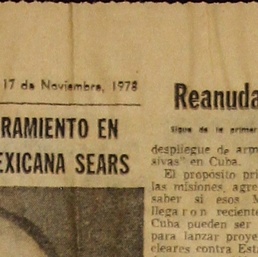 17 de Noviembre, 1978
RAMIENTO EN
EXICANA SEARS
Reanuda
Sigue de la primer
despliegue de arm
sivas" en Cuba.
El propósito pri
las misiones, agre
saber si esos M
llegaron reciente
Cuba pueden ser
para lanzar proye
cleares contra Est